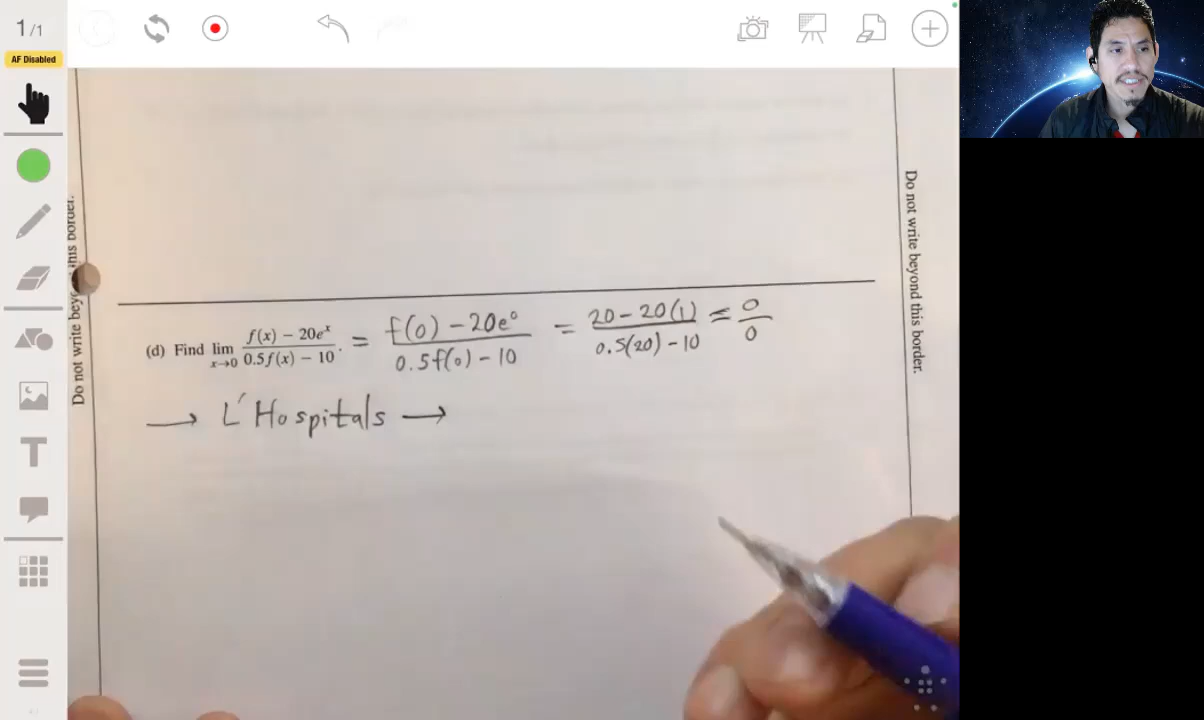 1/1
AF Disabled
T
Do not write beyond this border.
Do not write beyond this border.
(d) Find lim x→0 f(x) − 20e^x / 0.5f(x) − 10 . = f(0) − 20e^0 / 0.5f(0) − 10 = 20 − 20(1) / 0.5(20) − 10 = 0 / 0
→ L'Hospitals →